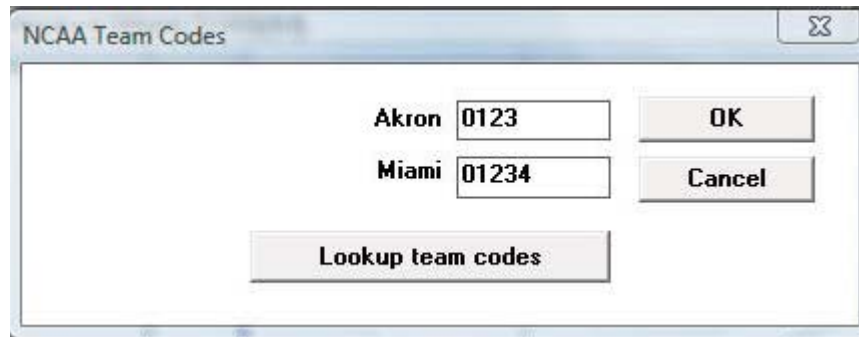 NCAA Team Codes
Akron 0123 OK
Miami 01234 Cancel
Lookup team codes